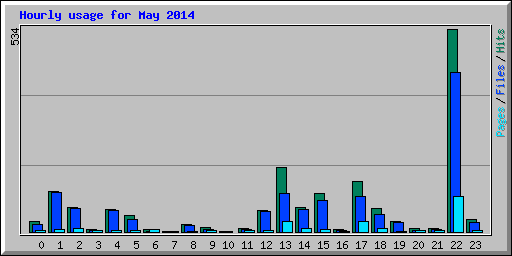 Hourly usage for May 2014
534
Pages/Files/Hits
0 1 2 3 4 5 6 7 8 9 10 11 12 13 14 15 16 17 18 19 20 21 22 23